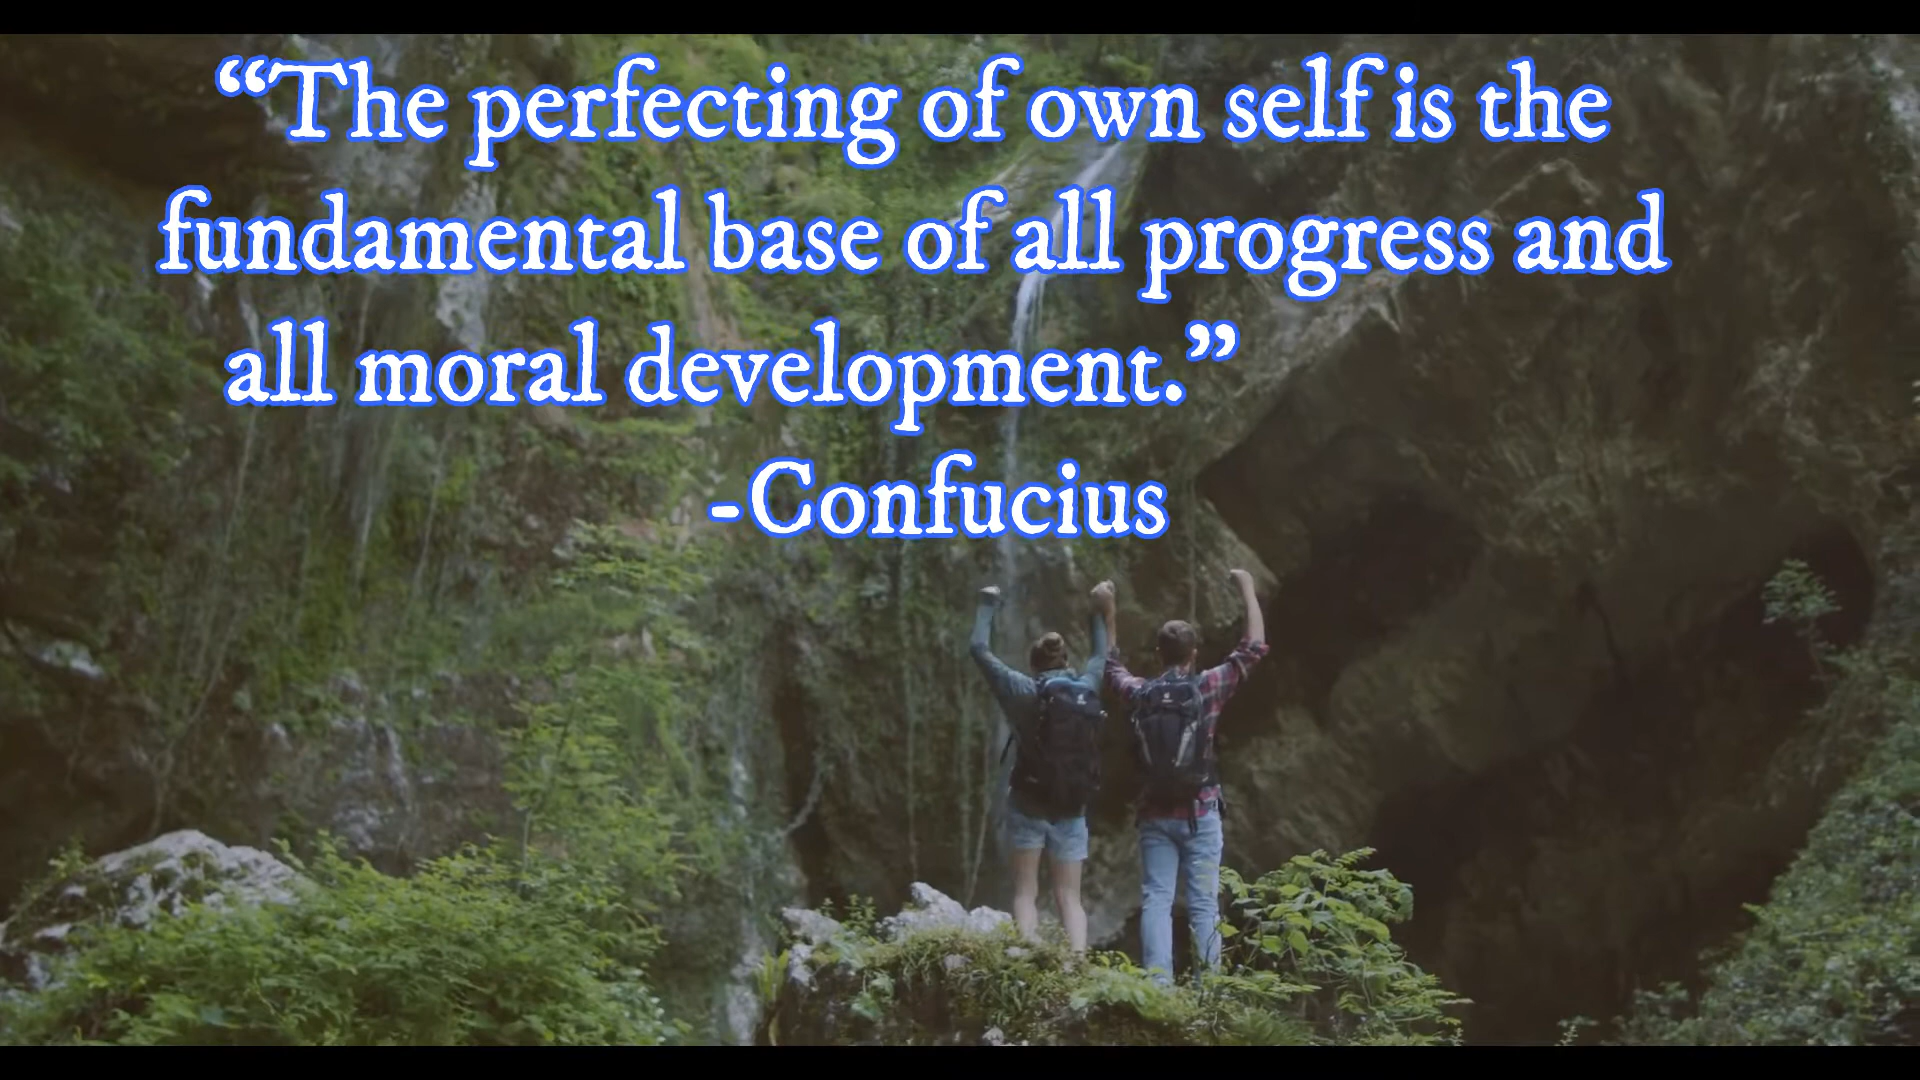 “The perfecting of own self is the
fundamental base of all progress and
all moral development.”
-Confucius